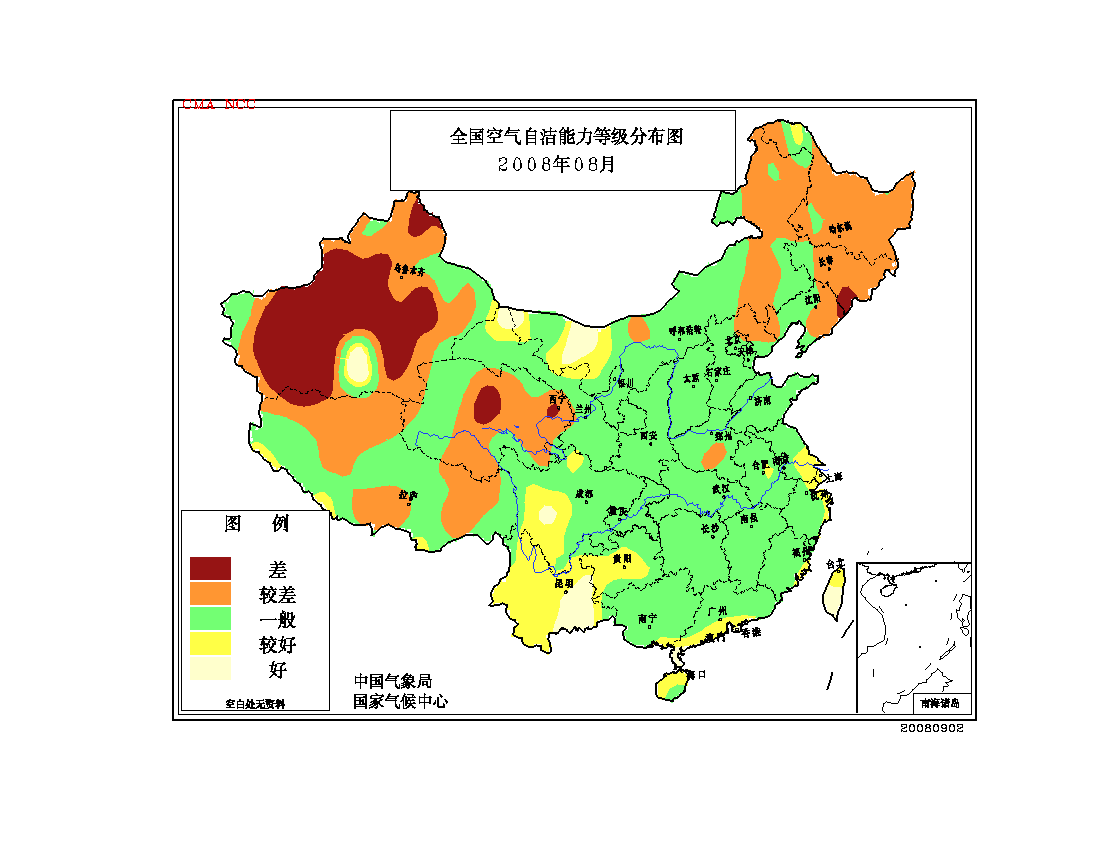 CMA NCC
全国空气自洁能力等级分布图
2008年08月
哈尔滨
长春
乌鲁木齐
沈阳
呼和浩特
北京
天津
银川
太原
石家庄
西宁
兰州
济南
西安
郑州
合肥
南京
上海
拉萨
成都
武汉
杭州
重庆
长沙
南昌
贵阳
福州
台北
昆明
南宁
广州
澳门
香港
海口
图 例
差
较差
一般
较好
好
空白处无资料
中国气象局
国家气候中心
南海诸岛
20080902